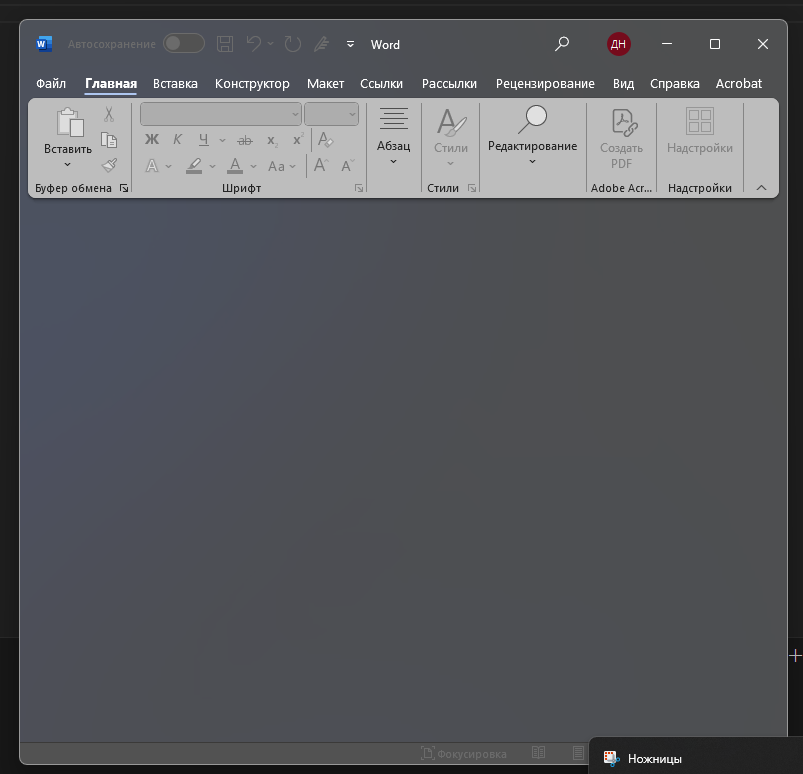 Автосохранение Word ДН
Файл Главная Вставка Конструктор Макет Ссылки Рассылки Рецензирование Вид Справка Acrobat
Вставить
Ж К Ч ab x₂ x² A
A A Aa A A
Абзац
Стили
Редактирование
Создать
PDF
Надстройки
Буфер обмена Шрифт Стили Adobe Acr... Надстройки
Фокусировка
Ножницы